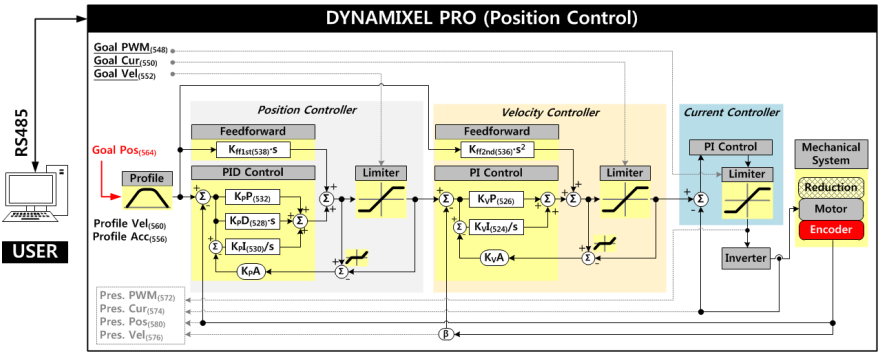 DYNAMIXEL PRO (Position Control)
Goal PWM(548)
Goal Cur(550)
Goal Vel(552)
RS485
USER
Goal Pos(564)
Profile
Profile Vel(560)
Profile Acc(556)
Position Controller
Feedforward
Kff1st(538)·s
PID Control
KPP(532)
KPD(528)·s
KPI(530)/s
KPA
Limiter
Velocity Controller
Feedforward
Kff2nd(536)·s2
PI Control
KVP(526)
KVI(524)/s
KVA
Limiter
Current Controller
PI Control
Limiter
Inverter
Mechanical
System
Reduction
Motor
Encoder
Pres. PWM(572)
Pres. Cur(574)
Pres. Pos(580)
Pres. Vel(576)
β
Σ
Σ
Σ
Σ
Σ
Σ
Σ
Σ
Σ
Σ
Σ